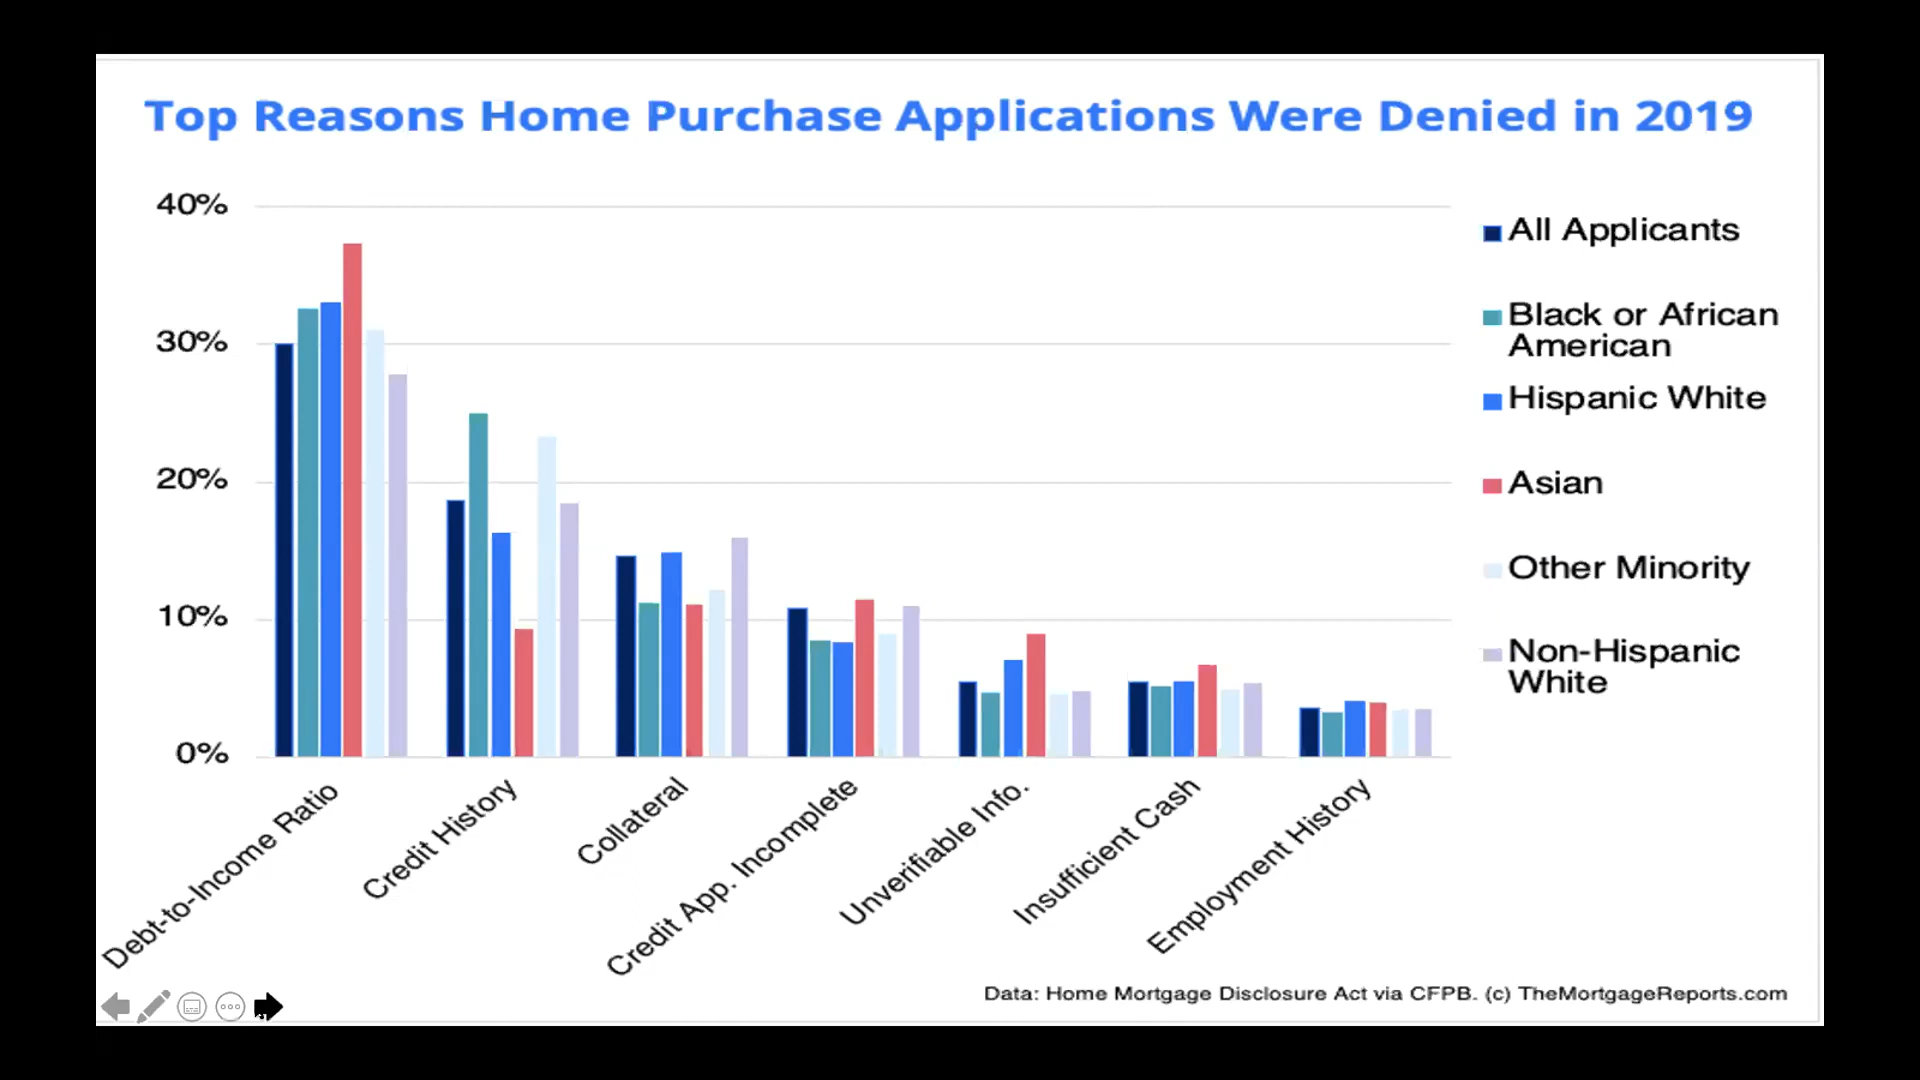 Top Reasons Home Purchase Applications Were Denied in 2019
40%
30%
20%
10%
0%
All Applicants
Black or African
American
Hispanic White
Asian
Other Minority
Non-Hispanic
White
Debt-to-Income Ratio
Credit History
Collateral
Credit App. Incomplete
Unverifiable Info.
Insufficient Cash
Employment History
Data: Home Mortgage Disclosure Act via CFPB. (c) TheMortgageReports.com